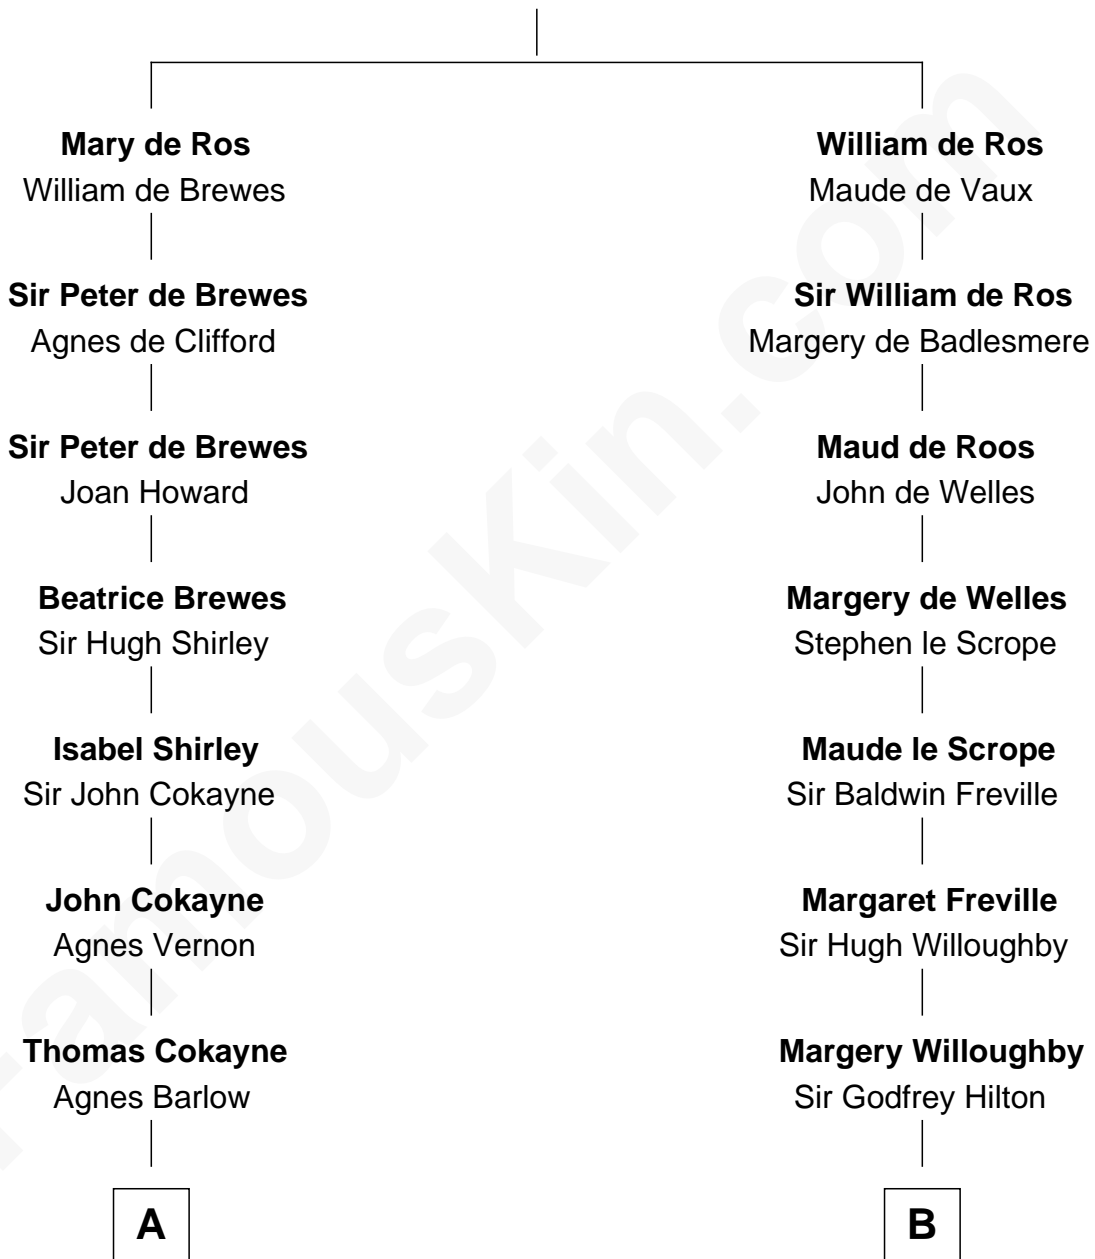 Mary de Ros
William de Brewes
Sir Peter de Brewes
Agnes de Clifford
Sir Peter de Brewes
Joan Howard
Beatrice Brewes
Sir Hugh Shirley
Isabel Shirley
Sir John Cokayne
John Cokayne
Agnes Vernon
Thomas Cokayne
Agnes Barlow
A
William de Ros
Maude de Vaux
Sir William de Ros
Margery de Badlesmere
Maud de Roos
John de Welles
Margery de Welles
Stephen le Scrope
Maude le Scrope
Sir Baldwin Freville
Margaret Freville
Sir Hugh Willoughby
Margery Willoughby
Sir Godfrey Hilton
B
FamousKin.com